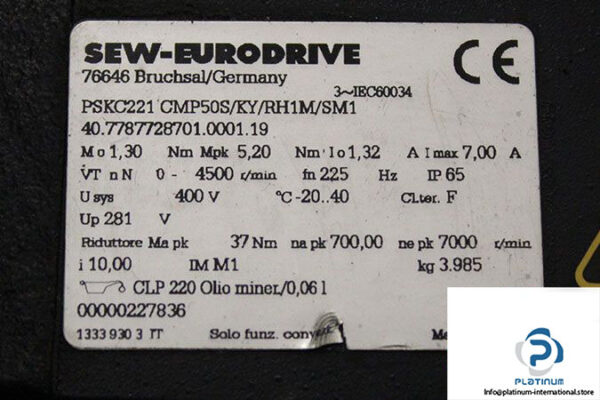 SEW-EURODRIVE
76646 Bruchsal/Germany
CE
3~IEC60034
PSKC221 CMP50S/KY/RH1M/SM1
40.7787728701.0001.19
Mo 1,30 Nm Mpk 5,20 Nm Io 1,32 A Imax 7,00 A
VT nN 0- 4500 r/min fn 225 Hz IP 65
Usys 400 V °C -20..40 Cl.ter. F
Up 281 V
Riduttore Ma pk 37 Nm na pk 700,00 ne pk 7000 r/min
i 10,00 IM M1 kg 3.985
CLP 220 Olio miner./0,06 l
00000227836
1333 930 3 IT Solo funz. conv
P
PLATINUM
info@platinum-international.store